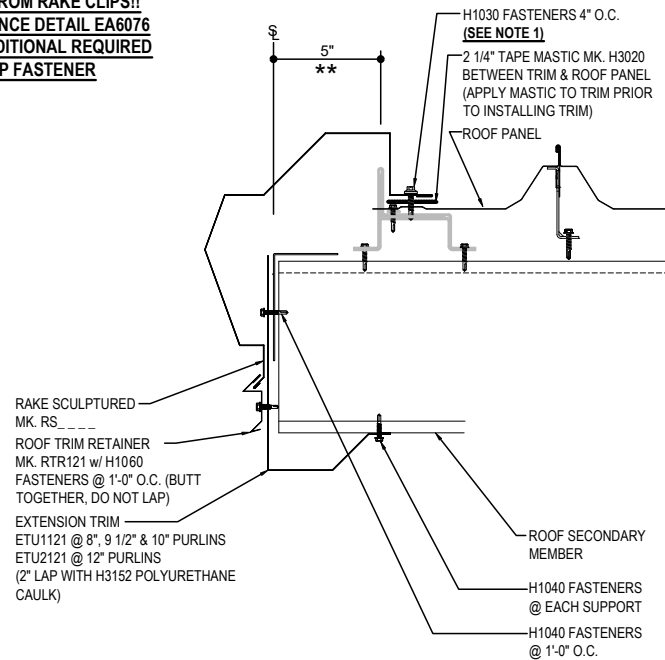 ROM RAKE CLIPS!!
NCE DETAIL EA6076
DITIONAL REQUIRED
P FASTENER
5"
**
H1030 FASTENERS 4" O.C.
(SEE NOTE 1)
2 1/4" TAPE MASTIC MK. H3020
BETWEEN TRIM & ROOF PANEL
(APPLY MASTIC TO TRIM PRIOR
TO INSTALLING TRIM)
ROOF PANEL
RAKE SCULPTURED
MK. RS_ _ _ _
ROOF TRIM RETAINER
MK. RTR121 w/ H1060
FASTENERS @ 1'-0" O.C. (BUTT
TOGETHER, DO NOT LAP)
EXTENSION TRIM
ETU1121 @ 8", 9 1/2" & 10" PURLINS
ETU2121 @ 12" PURLINS
(2" LAP WITH H3152 POLYURETHANE
CAULK)
ROOF SECONDARY
MEMBER
H1040 FASTENERS
@ EACH SUPPORT
H1040 FASTENERS
@ 1'-0" O.C.